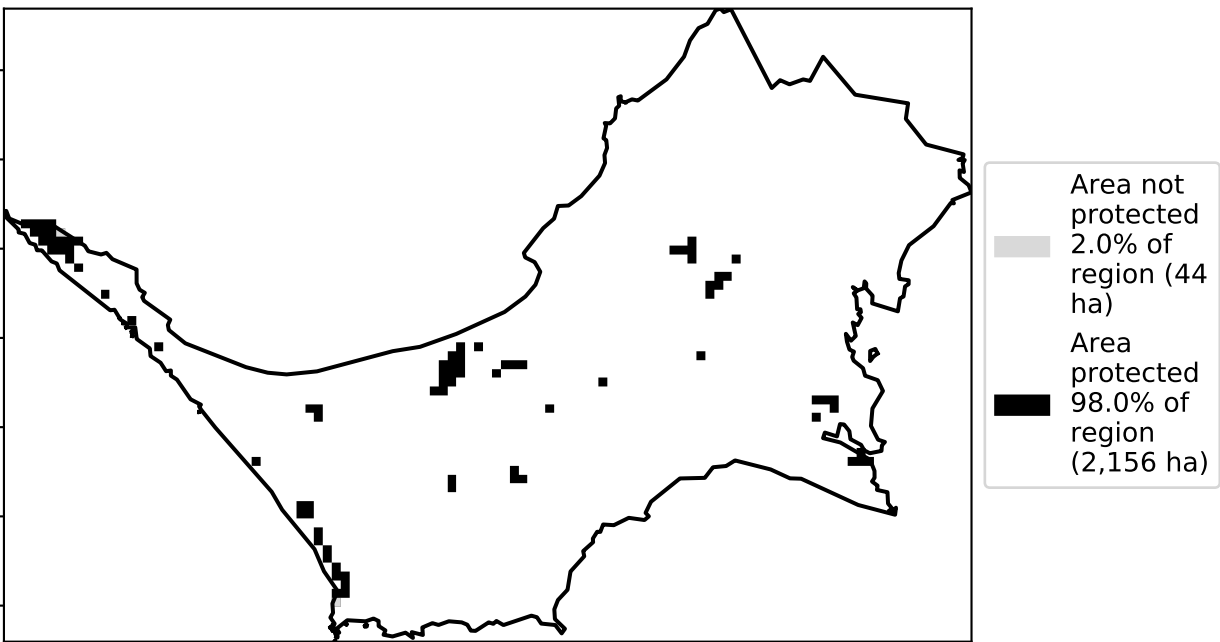 Area not
protected
2.0% of
region (44
ha)
Area
protected
98.0% of
region
(2,156 ha)